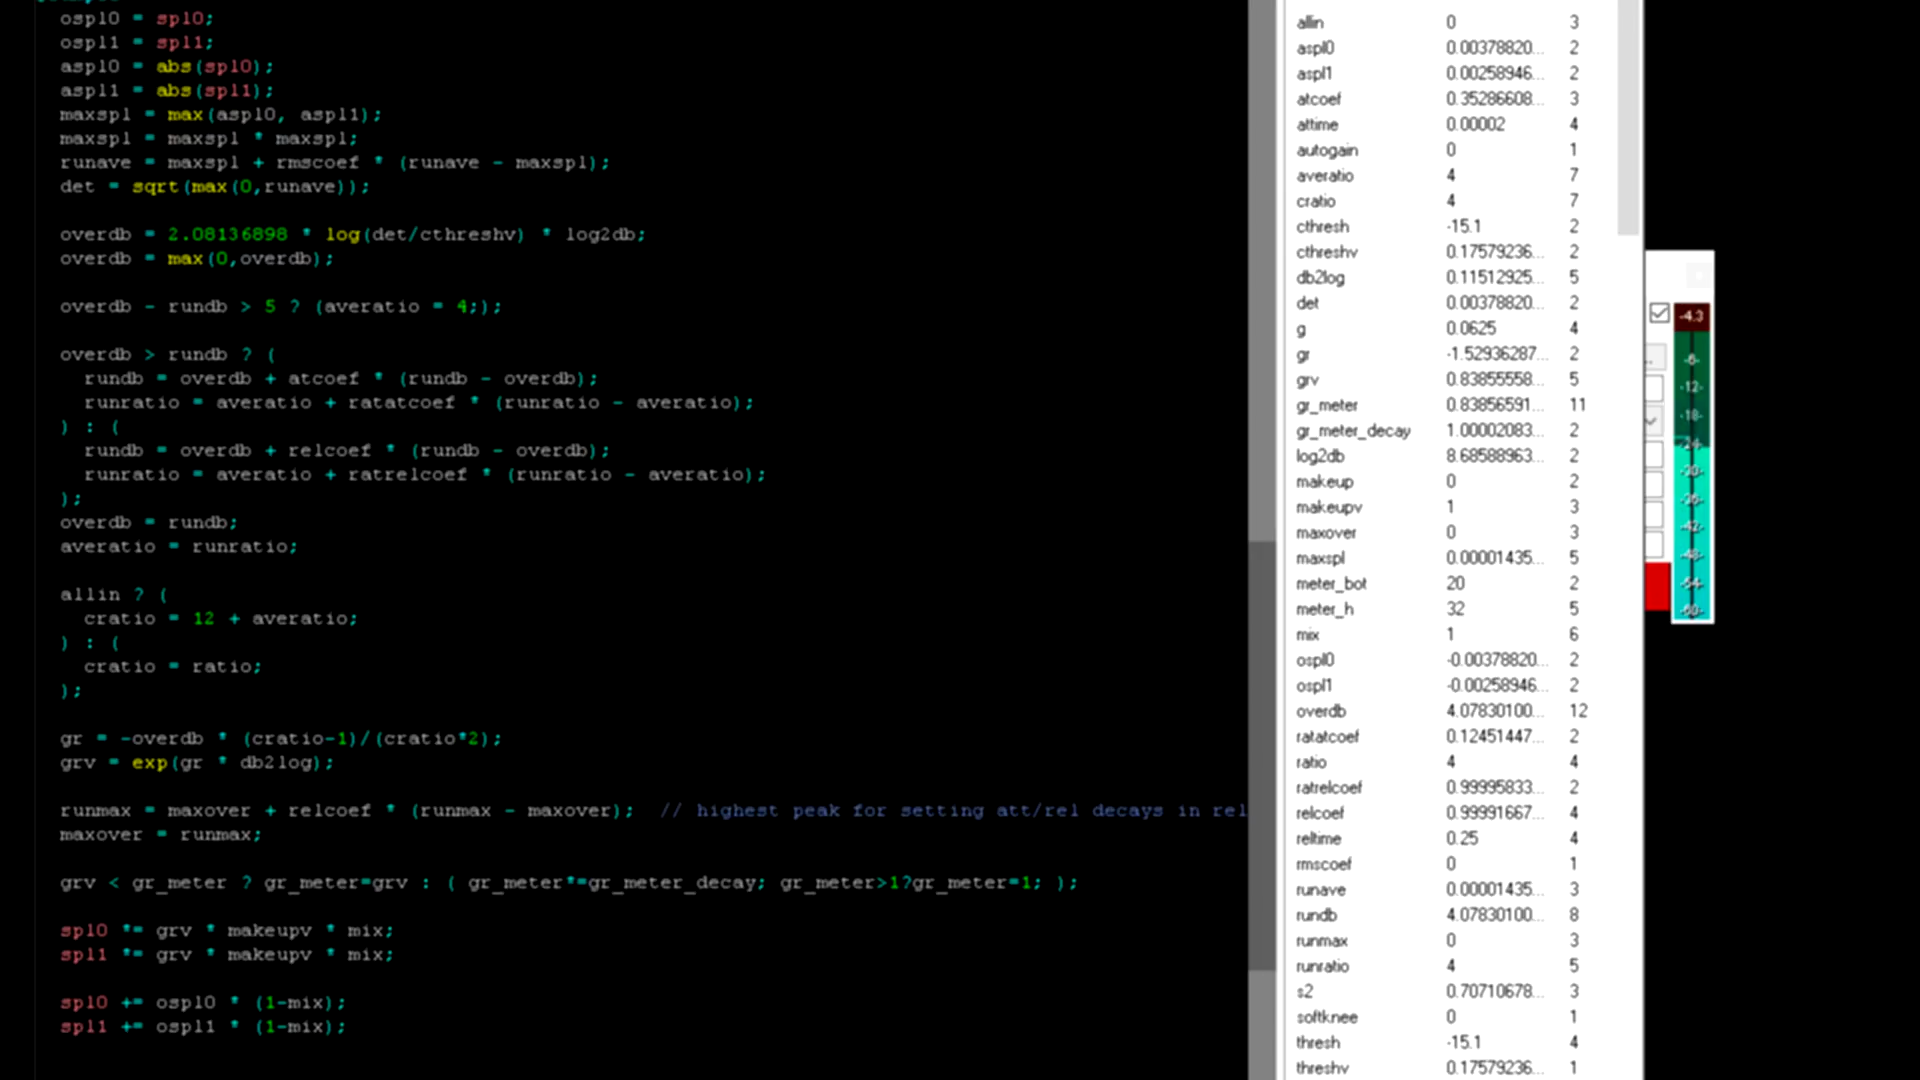 ospl0 = spl0;
ospl1 = spl1;
aspl0 = abs(spl0);
aspl1 = abs(spl1);
maxspl = max(aspl0, aspl1);
maxspl = maxspl * maxspl;
runave = maxspl + rmscoef * (runave - maxspl);
det = sqrt(max(0,runave));
overdb = 2.08136898 * log(det/cthreshv) * log2db;
overdb = max(0,overdb);
overdb - rundb > 5 ? (averatio = 4;);
overdb > rundb ? (
rundb = overdb + atcoef * (rundb - overdb);
runratio = averatio + ratatcoef * (runratio - averatio);
) : (
rundb = overdb + relcoef * (rundb - overdb);
runratio = averatio + ratrelcoef * (runratio - averatio);
);
overdb = rundb;
averatio = runratio;
allin ? (
cratio = 12 + averatio;
) : (
cratio = ratio;
);
gr = -overdb * (cratio-1)/(cratio*2);
grv = exp(gr * db2log);
runmax = maxover + relcoef * (runmax - maxover);  // highest peak for setting att/rel decays in rel
maxover = runmax;
grv < gr_meter ? gr_meter=grv : ( gr_meter*=gr_meter_decay; gr_meter>1?gr_meter=1; );
spl0 *= grv * makeupv * mix;
spl1 *= grv * makeupv * mix;
spl0 += ospl0 * (1-mix);
spl1 += ospl1 * (1-mix);
allin 0 3
aspl0 0.00378820... 2
aspl1 0.00258946... 2
atcoef 0.35286608... 3
attime 0.00002 4
autogain 0 1
averatio 4 7
cratio 4 7
cthresh -15.1 2
cthreshv 0.17579236... 2
db2log 0.11512925... 5
det 0.00378820... 2
g 0.0625 4
gr -1.52936287... 2
grv 0.83855558... 5
gr_meter 0.83856591... 11
gr_meter_decay 1.00002083... 2
log2db 8.68588963... 2
makeup 0 2
makeupv 1 3
maxover 0 3
maxspl 0.00001435... 5
meter_bot 20 2
meter_h 32 5
mix 1 6
ospl0 -0.00378820... 2
ospl1 -0.00258946... 2
overdb 4.07830100... 12
ratatcoef 0.12451447... 2
ratio 4 4
ratrelcoef 0.99995833... 2
relcoef 0.99991667... 4
reltime 0.25 4
rmscoef 0 1
runave 0.00001435... 3
rundb 4.07830100... 8
runmax 0 3
runratio 4 5
s2 0.70710678... 3
softknee 0 1
thresh -15.1 4
threshv 0.17579236... 1
-4.3
-6-
-12-
-18-
-24-
-30-
-36-
-42-
-48-
-54-
-60-